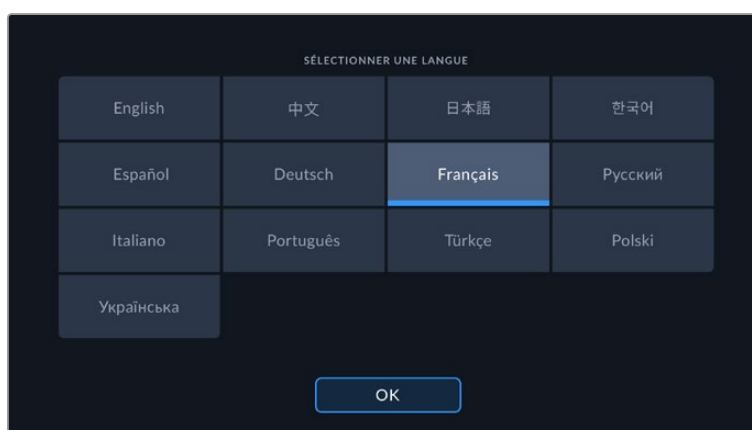 SÉLECTIONNER UNE LANGUE
English 中文 日本語 한국어
Español Deutsch Français Русский
Italiano Português Türkçe Polski
Українська
OK